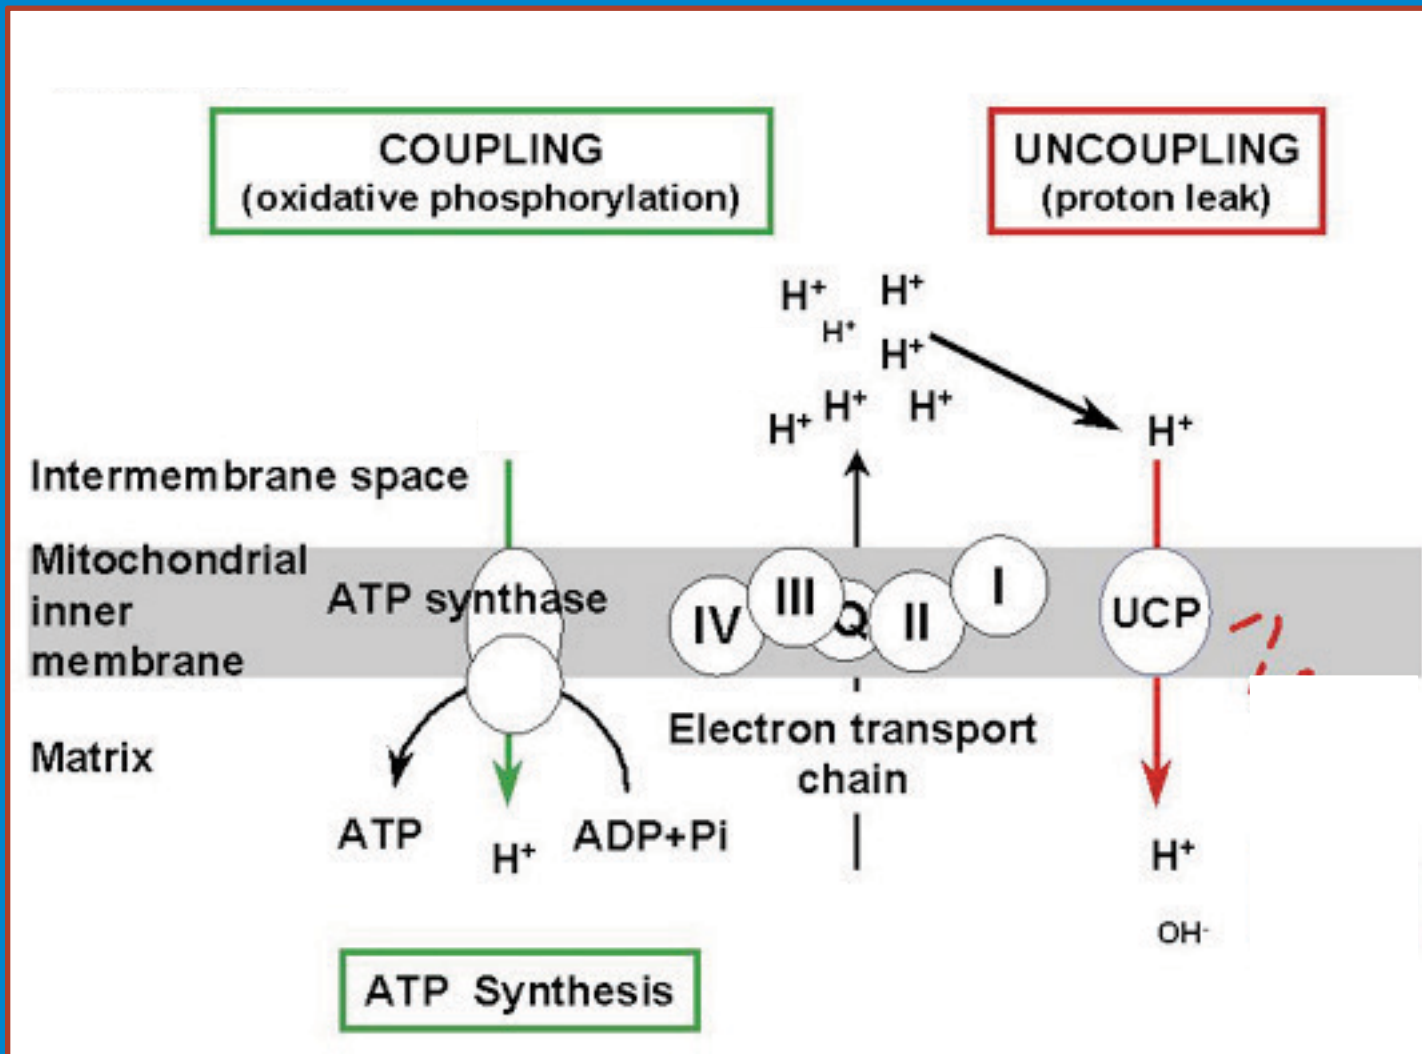 COUPLING
(oxidative phosphorylation)
UNCOUPLING
(proton leak)
H⁺
H⁺
H⁺
H⁺
H⁺
H⁺
H⁺
H⁺
Intermembrane space
Mitochondrial
inner
membrane
ATP synthase
IV
III
Q
II
I
UCP
Matrix
Electron transport
chain
ATP
H⁺
ADP+Pi
H⁺
OH⁻
ATP Synthesis